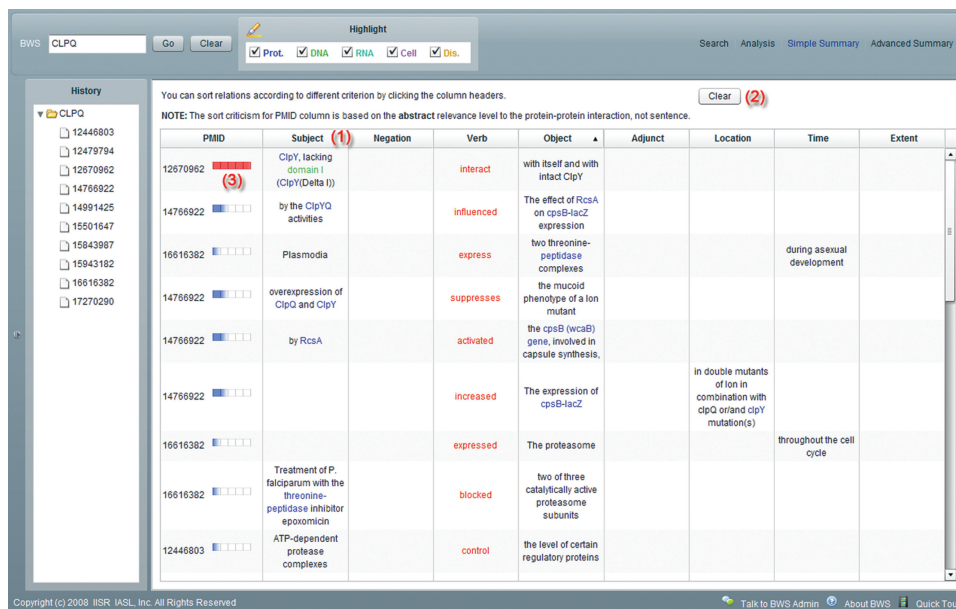 BWS CLPQ Go Clear
Highlight
Prot. DNA RNA Cell Dis.
Search Analysis Simple Summary Advanced Summary
History
CLPQ
12446803
12479794
12670962
14766922
14991425
15501647
15843987
15943182
16616382
17270290
You can sort relations according to different criterion by clicking the column headers.
Clear (2)
NOTE: The sort criticism for PMID column is based on the abstract relevance level to the protein-protein interaction, not sentence.
PMID Subject (1) Negation Verb Object Adjunct Location Time Extent
12670962 (3)
ClpY, lacking
domain I
(ClpY(Delta I))
interact
with itself and with
intact ClpY
14766922
by the ClpYQ
activities
influenced
The effect of RcsA
on cpsB-lacZ
expression
16616382
Plasmodia
express
two threonine-
peptidase
complexes
during asexual
development
14766922
overexpression of
ClpQ and ClpY
suppresses
the mucoid
phenotype of a lon
mutant
14766922
by RcsA
activated
the cpsB (wcaB)
gene, involved in
capsule synthesis,
14766922
increased
The expression of
cpsB-lacZ
in double mutants
of lon in
combination with
clpQ or/and clpY
mutation(s)
16616382
expressed
The proteasome
throughout the cell
cycle
16616382
Treatment of P.
falciparum with the
threonine-
peptidase inhibitor
epoxomicin
blocked
two of three
catalytically active
proteasome
subunits
12446803
ATP-dependent
protease
complexes
control
the level of certain
regulatory proteins
Copyright (c) 2008 IISR IASL, Inc. All Rights Reserved
Talk to BWS Admin About BWS Quick Tou